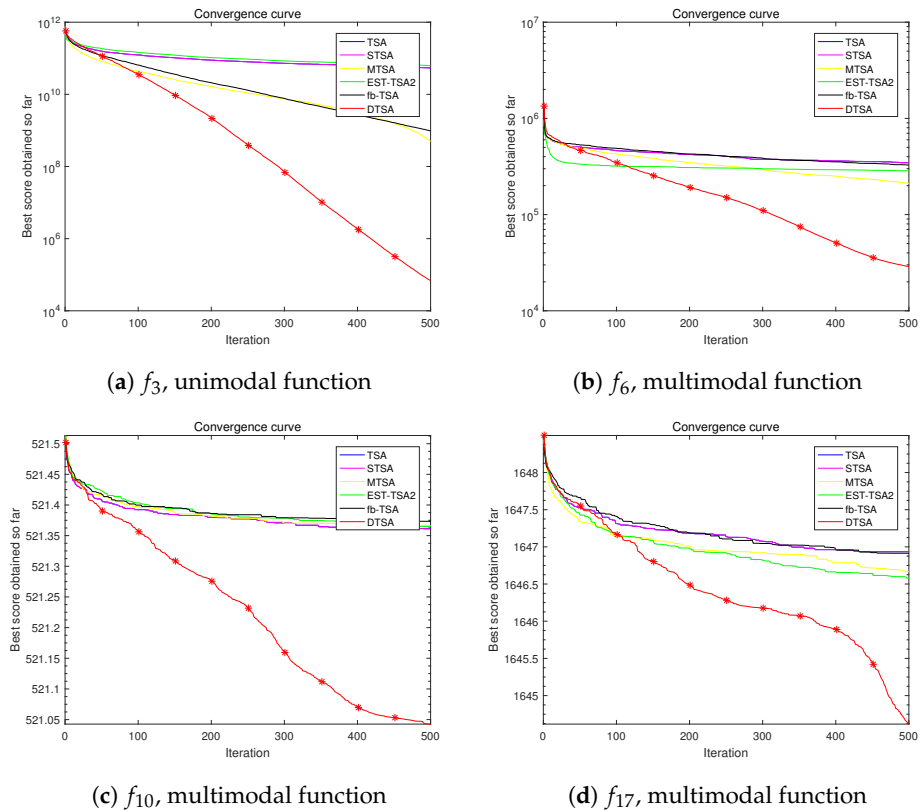 Convergence curve
Best score obtained so far
10^12
10^10
10^8
10^6
10^4
0
100
200
300
400
500
Iteration
TSA
STSA
MTSA
EST-TSA2
fb-TSA
DTSA
(a) f3, unimodal function
Convergence curve
Best score obtained so far
10^7
10^6
10^5
10^4
0
100
200
300
400
500
Iteration
TSA
STSA
MTSA
EST-TSA2
fb-TSA
DTSA
(b) f6, multimodal function
Convergence curve
Best score obtained so far
521.5
521.45
521.4
521.35
521.3
521.25
521.2
521.15
521.1
521.05
0
100
200
300
400
500
Iteration
TSA
STSA
MTSA
EST-TSA2
fb-TSA
DTSA
(c) f10, multimodal function
Convergence curve
Best score obtained so far
1648
1647.5
1647
1646.5
1646
1645.5
1645
0
100
200
300
400
500
Iteration
TSA
STSA
MTSA
EST-TSA2
fb-TSA
DTSA
(d) f17, multimodal function